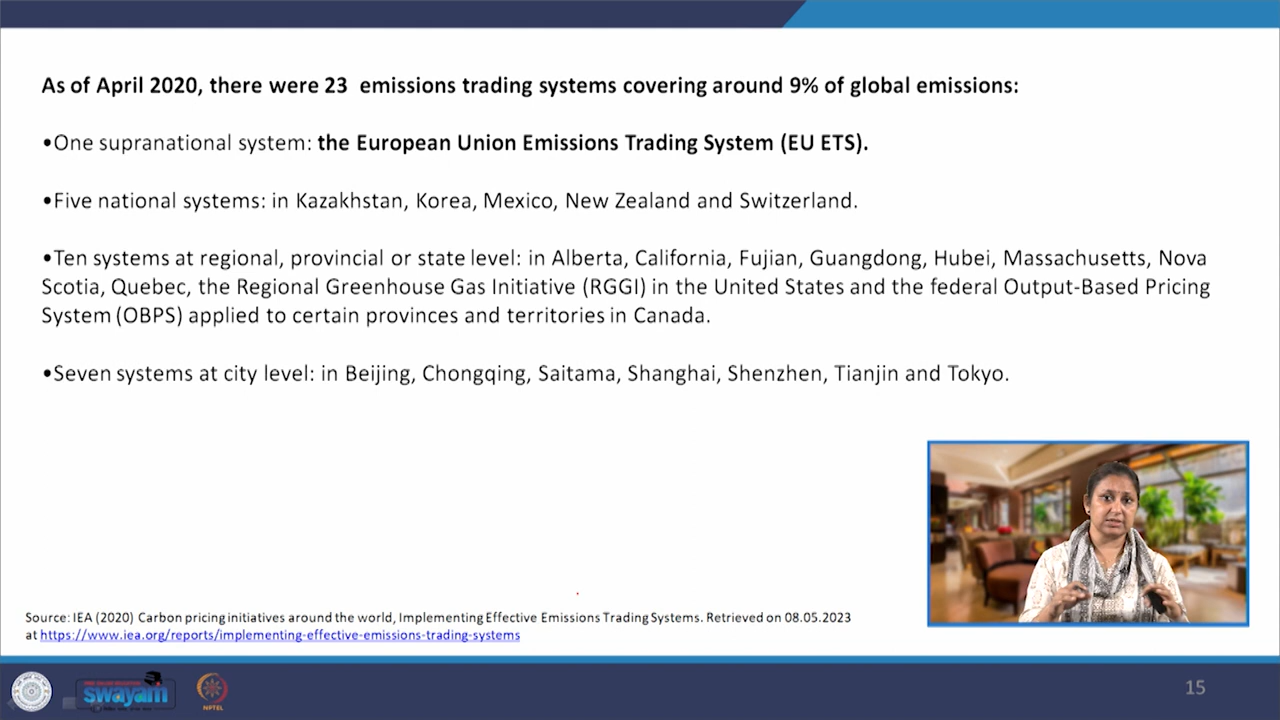 As of April 2020, there were 23  emissions trading systems covering around 9% of global emissions:
•One supranational system: the European Union Emissions Trading System (EU ETS).
•Five national systems: in Kazakhstan, Korea, Mexico, New Zealand and Switzerland.
•Ten systems at regional, provincial or state level: in Alberta, California, Fujian, Guangdong, Hubei, Massachusetts, Nova
Scotia, Quebec, the Regional Greenhouse Gas Initiative (RGGI) in the United States and the federal Output-Based Pricing
System (OBPS) applied to certain provinces and territories in Canada.
•Seven systems at city level: in Beijing, Chongqing, Saitama, Shanghai, Shenzhen, Tianjin and Tokyo.
Source: IEA (2020) Carbon pricing initiatives around the world, Implementing Effective Emissions Trading Systems. Retrieved on 08.05.2023
at https://www.iea.org/reports/implementing-effective-emissions-trading-systems
swayam
NPTEL
15